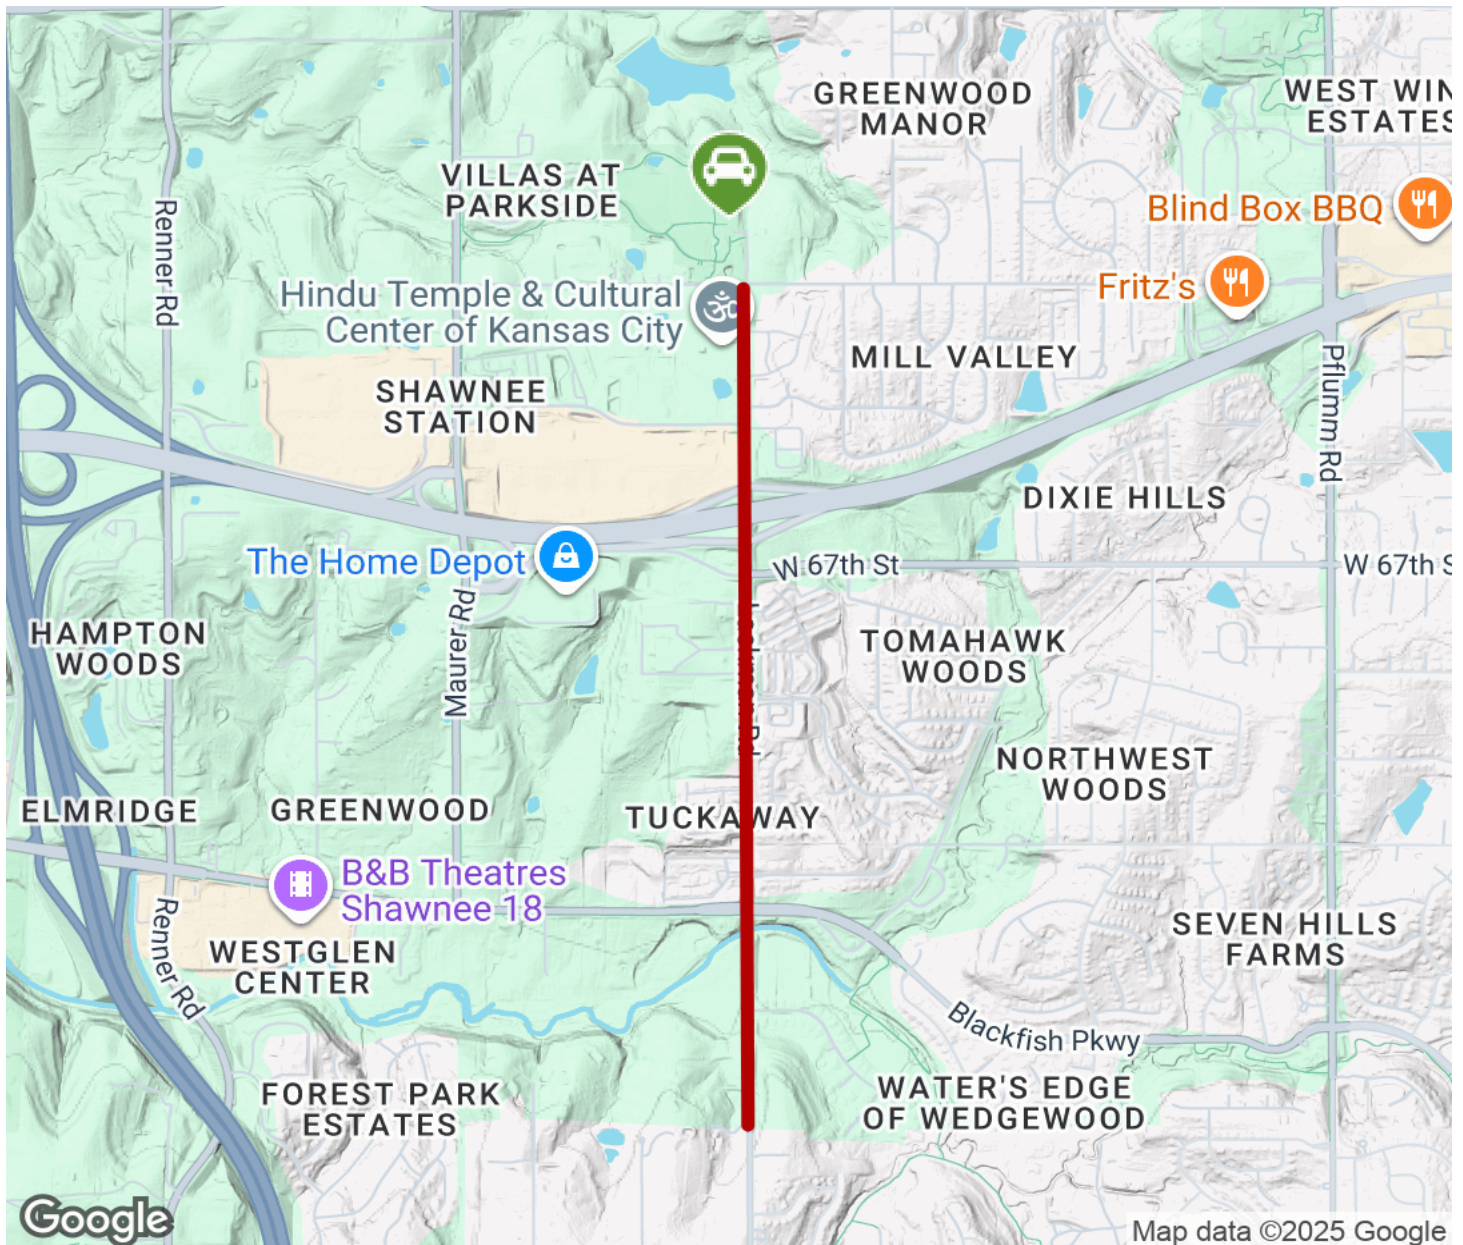 GREENWOOD
MANOR
WEST WIN
ESTATES
VILLAS AT
PARKSIDE
Blind Box BBQ
Renner Rd
Fritz's
Hindu Temple & Cultural
Center of Kansas City
MILL VALLEY
Pflumm Rd
SHAWNEE
STATION
DIXIE HILLS
The Home Depot
W 67th St
W 67th S
Maurer Rd
HAMPTON
WOODS
TOMAHAWK
WOODS
NORTHWEST
WOODS
ELMRIDGE
GREENWOOD
TUCKAWAY
B&B Theatres
Shawnee 18
Renner Rd
WESTGLEN
CENTER
SEVEN HILLS
FARMS
Blackfish Pkwy
FOREST PARK
ESTATES
WATER'S EDGE
OF WEDGEWOOD
Google
Map data ©2025 Google